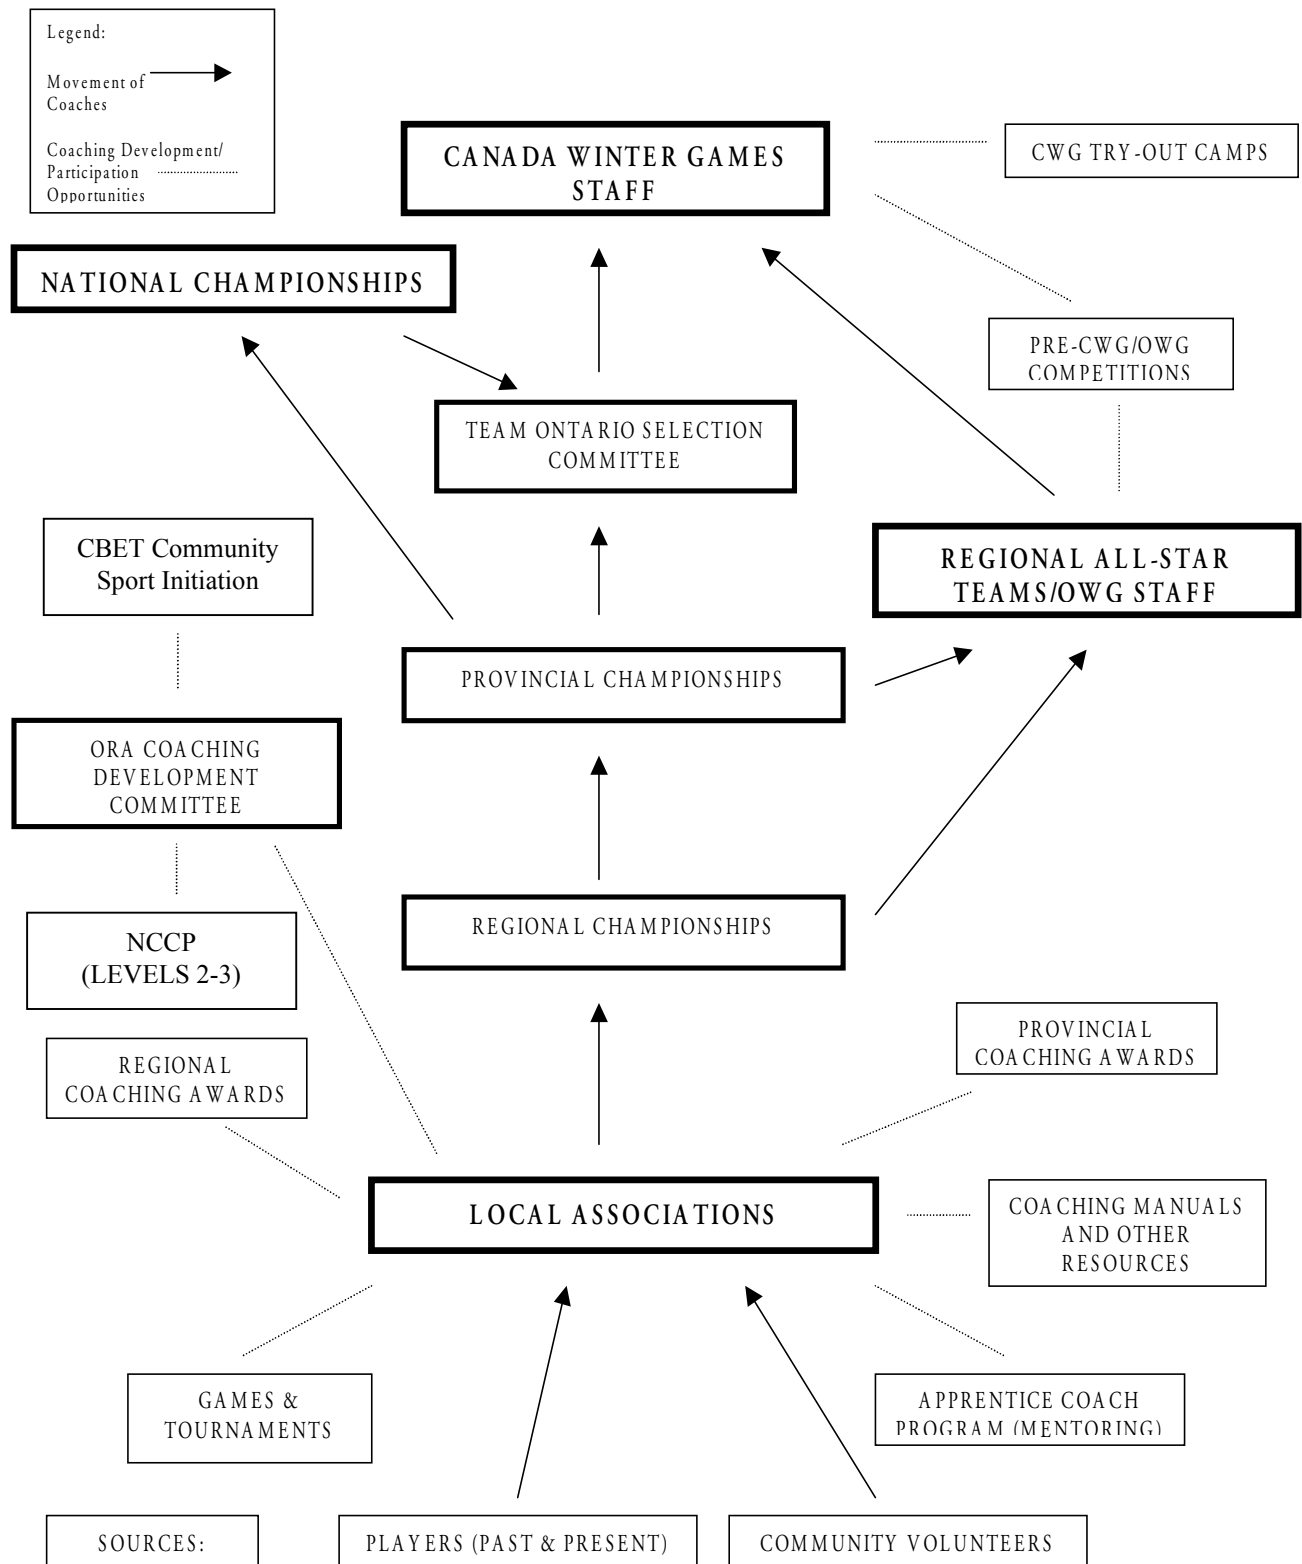 Legend:
Movement of
Coaches
Coaching Development/
Participation
Opportunities
CANADA WINTER GAMES
STAFF
CWG TRY-OUT CAMPS
NATIONAL CHAMPIONSHIPS
PRE-CWG/OWG
COMPETITIONS
TEAM ONTARIO SELECTION
COMMITTEE
CBET Community
Sport Initiation
REGIONAL ALL-STAR
TEAMS/OWG STAFF
PROVINCIAL CHAMPIONSHIPS
ORA COACHING
DEVELOPMENT
COMMITTEE
REGIONAL CHAMPIONSHIPS
NCCP
(LEVELS 2-3)
REGIONAL
COACHING AWARDS
PROVINCIAL
COACHING AWARDS
LOCAL ASSOCIATIONS
COACHING MANUALS
AND OTHER
RESOURCES
GAMES &
TOURNAMENTS
APPRENTICE COACH
PROGRAM (MENTORING)
SOURCES:
PLAYERS (PAST & PRESENT)
COMMUNITY VOLUNTEERS